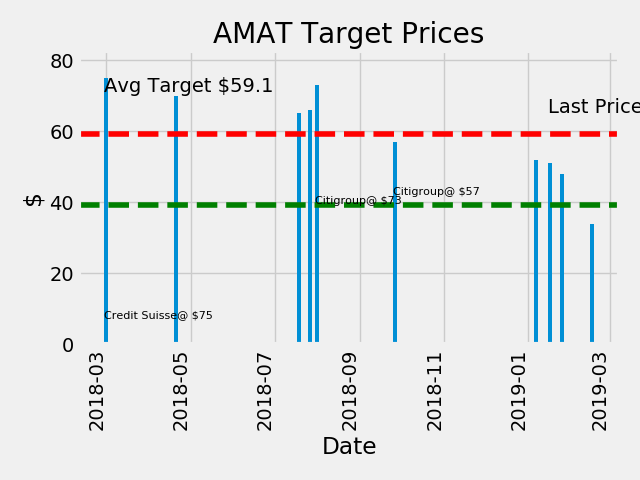 AMAT Target Prices
80
Avg Target $59.1
Last Price
60
Citigroup@ $57
Citigroup@ $73
40
$
20
Credit Suisse@ $75
0
2018-03
2018-05
2018-07
2018-09
2018-11
2019-01
2019-03
Date